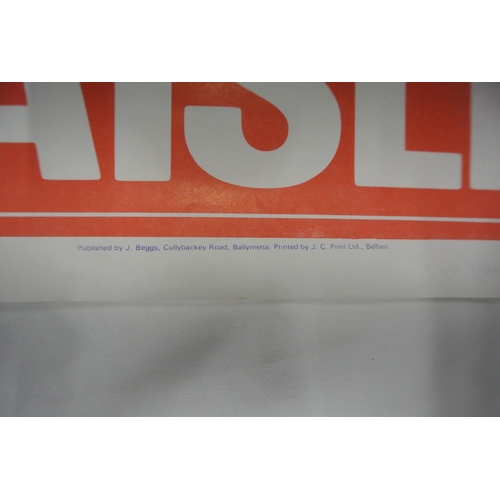 AISL
Published by J. Beggs, Cullybackey Road, Ballymena. Printed by J. C. Print Ltd., Belfast.